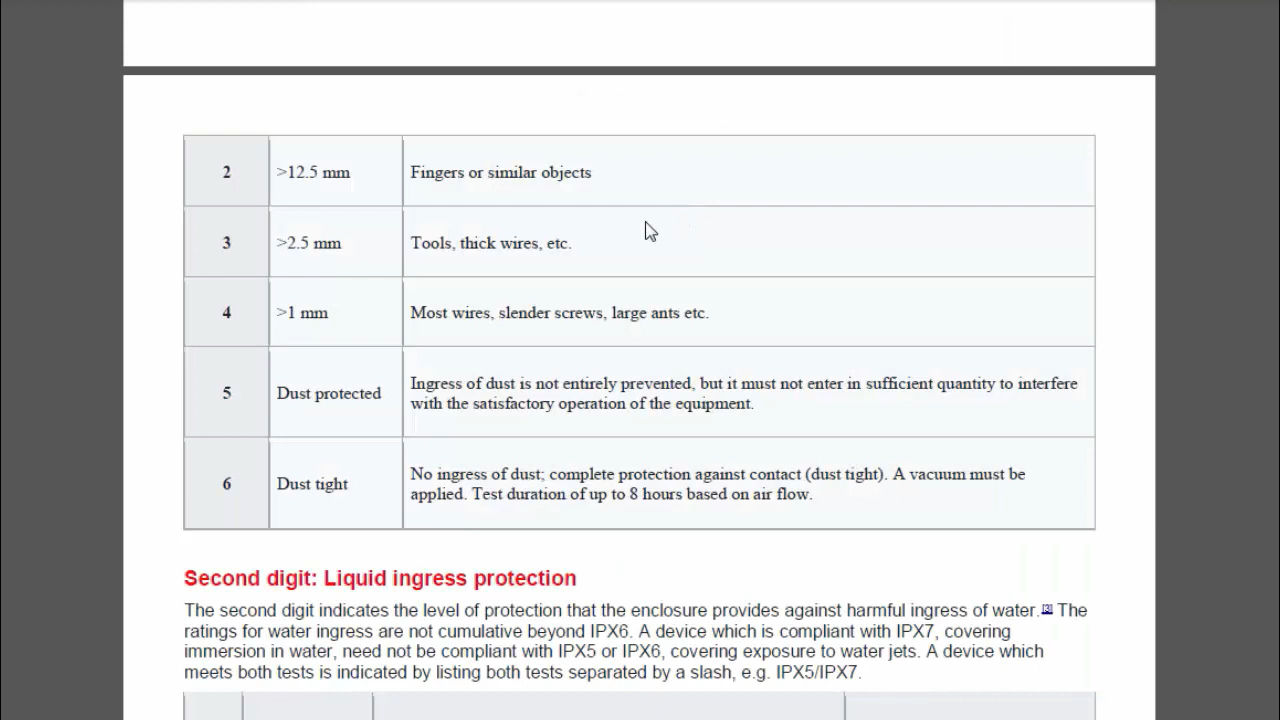 2 >12.5 mm Fingers or similar objects
3 >2.5 mm Tools, thick wires, etc.
4 >1 mm Most wires, slender screws, large ants etc.
5 Dust protected Ingress of dust is not entirely prevented, but it must not enter in sufficient quantity to interfere
with the satisfactory operation of the equipment.
6 Dust tight No ingress of dust; complete protection against contact (dust tight). A vacuum must be
applied. Test duration of up to 8 hours based on air flow.
Second digit: Liquid ingress protection
The second digit indicates the level of protection that the enclosure provides against harmful ingress of water.[3] The
ratings for water ingress are not cumulative beyond IPX6. A device which is compliant with IPX7, covering
immersion in water, need not be compliant with IPX5 or IPX6, covering exposure to water jets. A device which
meets both tests is indicated by listing both tests separated by a slash, e.g. IPX5/IPX7.